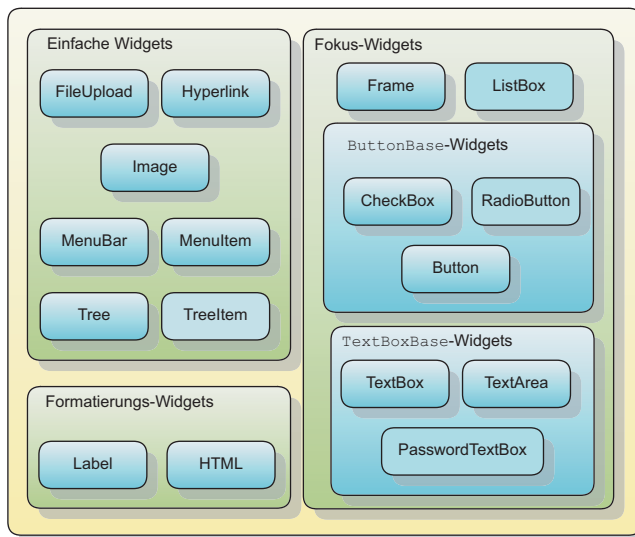 Einfache Widgets
FileUpload
Hyperlink
Image
MenuBar
MenuItem
Tree
TreeItem
Formatierungs-Widgets
Label
HTML
Fokus-Widgets
Frame
ListBox
ButtonBase-Widgets
CheckBox
RadioButton
Button
TextBoxBase-Widgets
TextBox
TextArea
PasswordTextBox